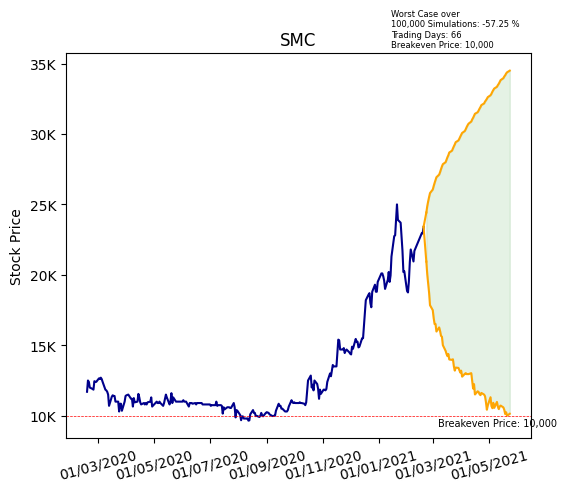 Worst Case over
100,000 Simulations: -57.25 %
Trading Days: 66
Breakeven Price: 10,000
SMC
Stock Price
35K
30K
25K
20K
15K
10K
Breakeven Price: 10,000
01/03/2020
01/05/2020
01/07/2020
01/09/2020
01/11/2020
01/01/2021
01/03/2021
01/05/2021